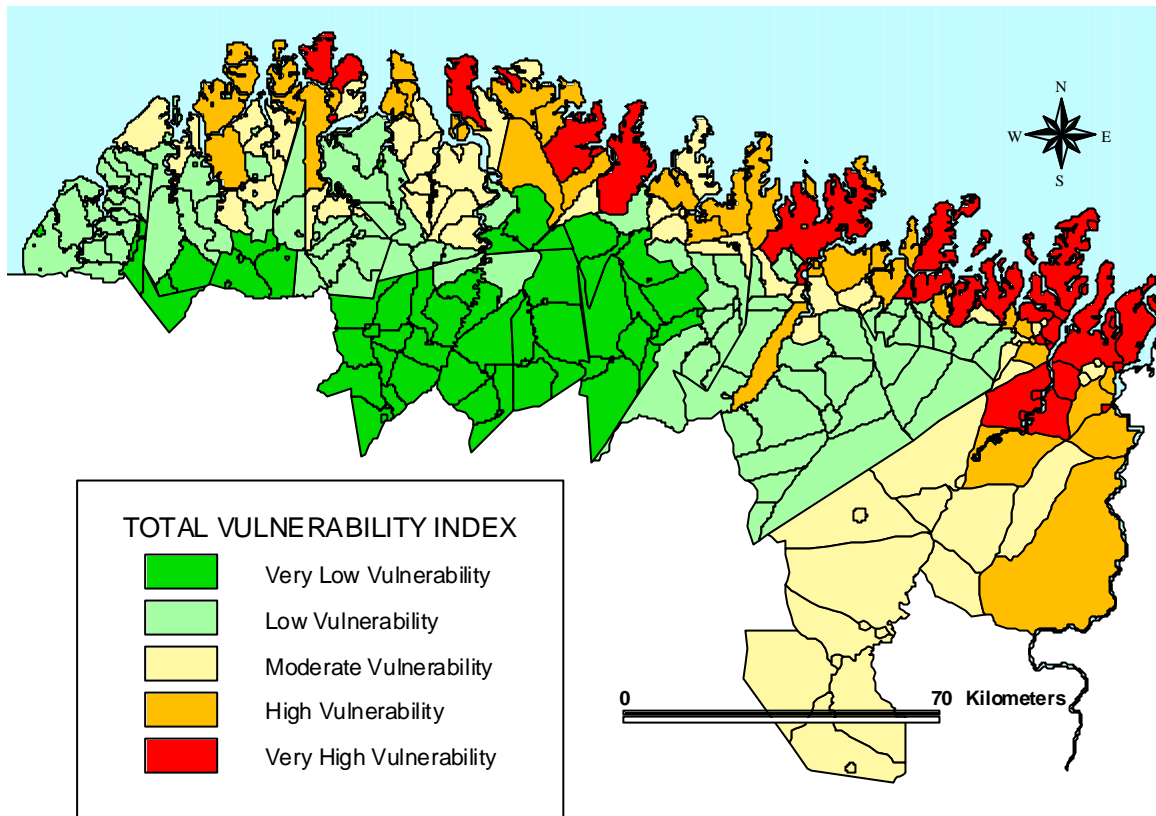 N
W E
S
TOTAL VULNERABILITY INDEX
Very Low Vulnerability
Low Vulnerability
Moderate Vulnerability
High Vulnerability
Very High Vulnerability
0 70 Kilometers